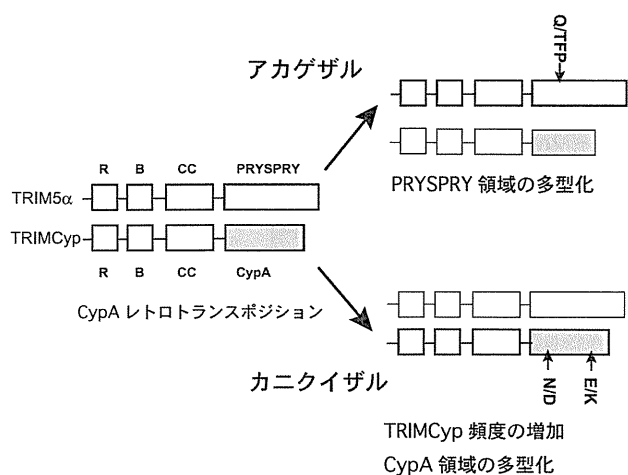 アカゲザル
Q/TFP
R B CC PRYSPRY
TRIM5α
PRYSPRY 領域の多型化
TRIMCyp
R B CC CypA
CypA レトロトランスポジション
カニクイザル
N/D E/K
TRIMCyp 頻度の増加
CypA 領域の多型化